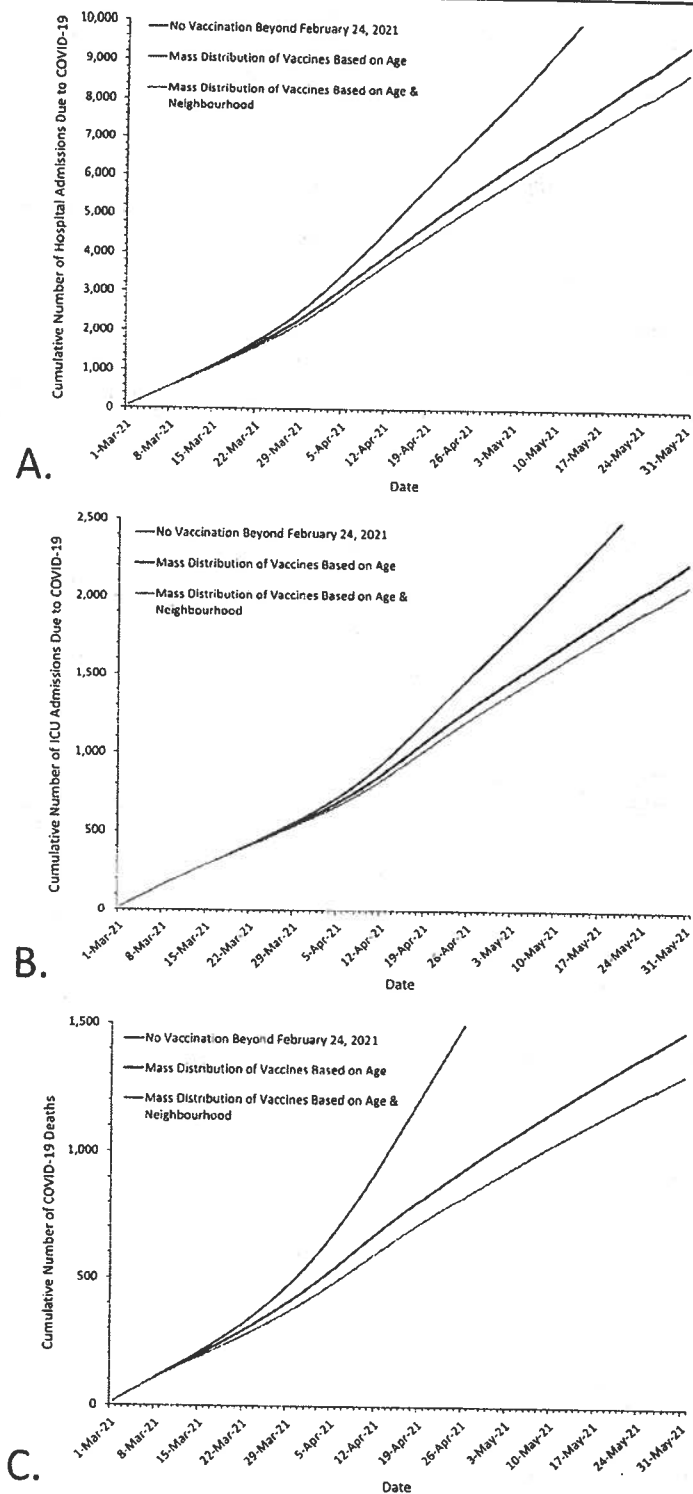 10,000
9,000
8,000
7,000
6,000
5,000
4,000
3,000
2,000
1,000
0
Cumulative Number of Hospital Admissions Due to COVID-19
No Vaccination Beyond February 24, 2021
Mass Distribution of Vaccines Based on Age
Mass Distribution of Vaccines Based on Age &
Neighbourhood
1-Mar-21
8-Mar-21
15-Mar-21
22-Mar-21
29-Mar-21
5-Apr-21
12-Apr-21
19-Apr-21
26-Apr-21
3-May-21
10-May-21
17-May-21
24-May-21
31-May-21
Date
A.
2,500
2,000
1,500
1,000
500
0
Cumulative Number of ICU Admissions Due to COVID-19
No Vaccination Beyond February 24, 2021
Mass Distribution of Vaccines Based on Age
Mass Distribution of Vaccines Based on Age &
Neighbourhood
1-Mar-21
8-Mar-21
15-Mar-21
22-Mar-21
29-Mar-21
5-Apr-21
12-Apr-21
19-Apr-21
26-Apr-21
3-May-21
10-May-21
17-May-21
24-May-21
31-May-21
Date
B.
1,500
1,000
500
0
Cumulative Number of COVID-19 Deaths
No Vaccination Beyond February 24, 2021
Mass Distribution of Vaccines Based on Age
Mass Distribution of Vaccines Based on Age &
Neighbourhood
1-Mar-21
8-Mar-21
15-Mar-21
22-Mar-21
29-Mar-21
5-Apr-21
12-Apr-21
19-Apr-21
26-Apr-21
3-May-21
10-May-21
17-May-21
24-May-21
31-May-21
Date
C.